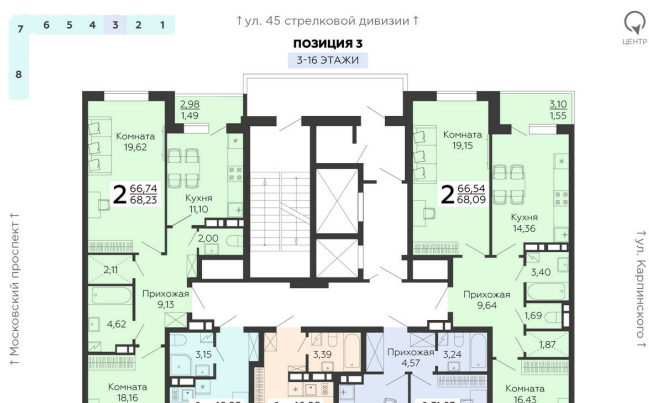 ↑ ул. 45 стрелковой дивизии ↑
7 6 5 4 3 2 1
8
ПОЗИЦИЯ 3
3-16 ЭТАЖИ
ЦЕНТР
↑ Московский проспект ↑
↑ ул. Карпинского ↑
Комната
19,62
2,98
1,49
2
66,74
68,23
Кухня
11,10
2,00
2,11
Прихожая
9,13
4,62
Комната
18,16
3,15
3,39
Прихожая
4,57
3,24
Комната
19,15
3,10
1,55
2
66,54
68,09
Кухня
14,36
3,40
Прихожая
9,64
1,69
1,87
Комната
16,43